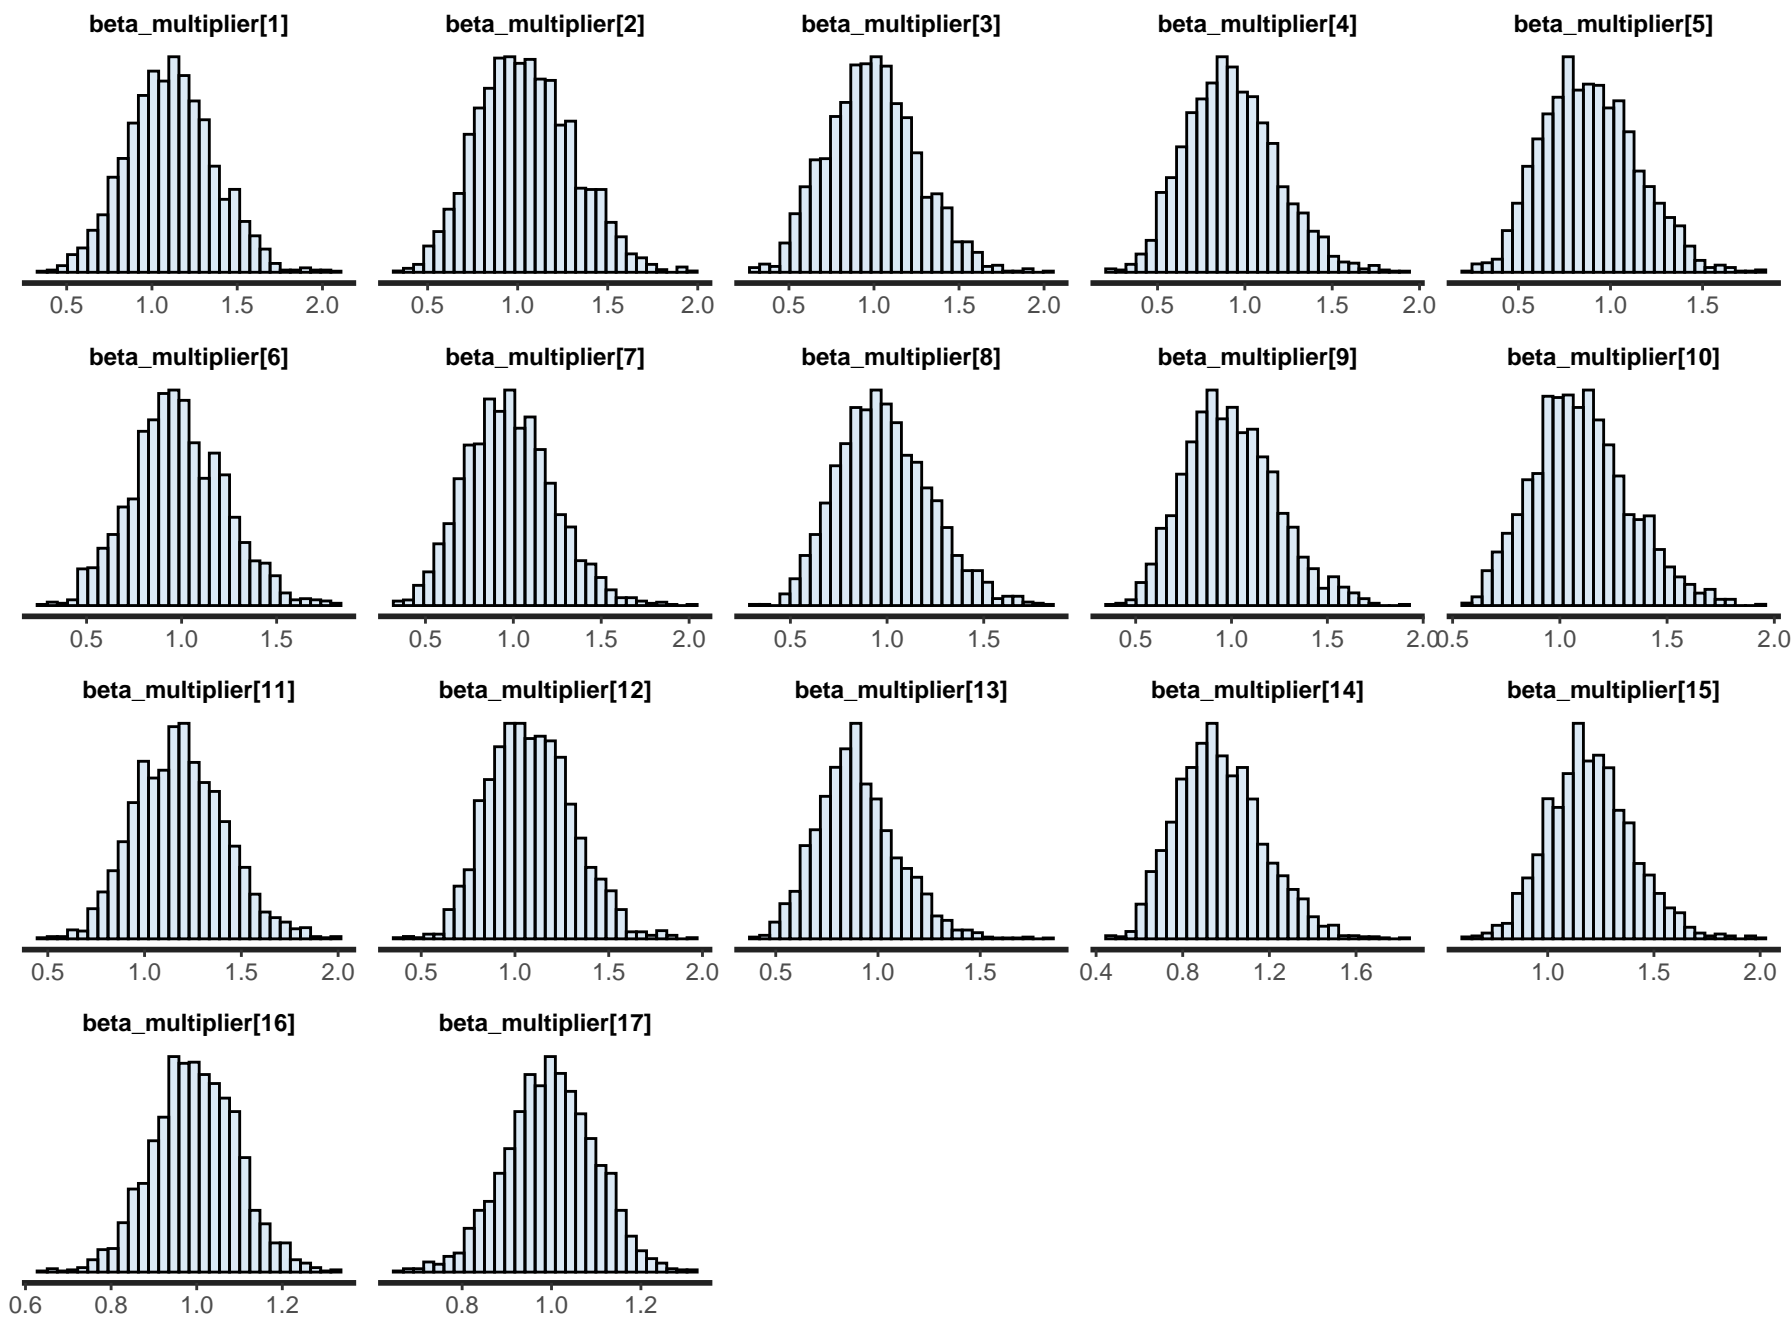 beta_multiplier[1] beta_multiplier[2] beta_multiplier[3] beta_multiplier[4] beta_multiplier[5]
0.5 1.0 1.5 2.0 0.5 1.0 1.5 2.0 0.5 1.0 1.5 2.0 0.5 1.0 1.5 2.0 0.5 1.0 1.5
beta_multiplier[6] beta_multiplier[7] beta_multiplier[8] beta_multiplier[9] beta_multiplier[10]
0.5 1.0 1.5 0.5 1.0 1.5 2.0 0.5 1.0 1.5 0.5 1.0 1.5 2.0 0.5 1.0 1.5 2.0
beta_multiplier[11] beta_multiplier[12] beta_multiplier[13] beta_multiplier[14] beta_multiplier[15]
0.5 1.0 1.5 2.0 0.5 1.0 1.5 2.0 0.5 1.0 1.5 0.4 0.8 1.2 1.6 1.0 1.5 2.0
beta_multiplier[16] beta_multiplier[17]
0.6 0.8 1.0 1.2 0.8 1.0 1.2